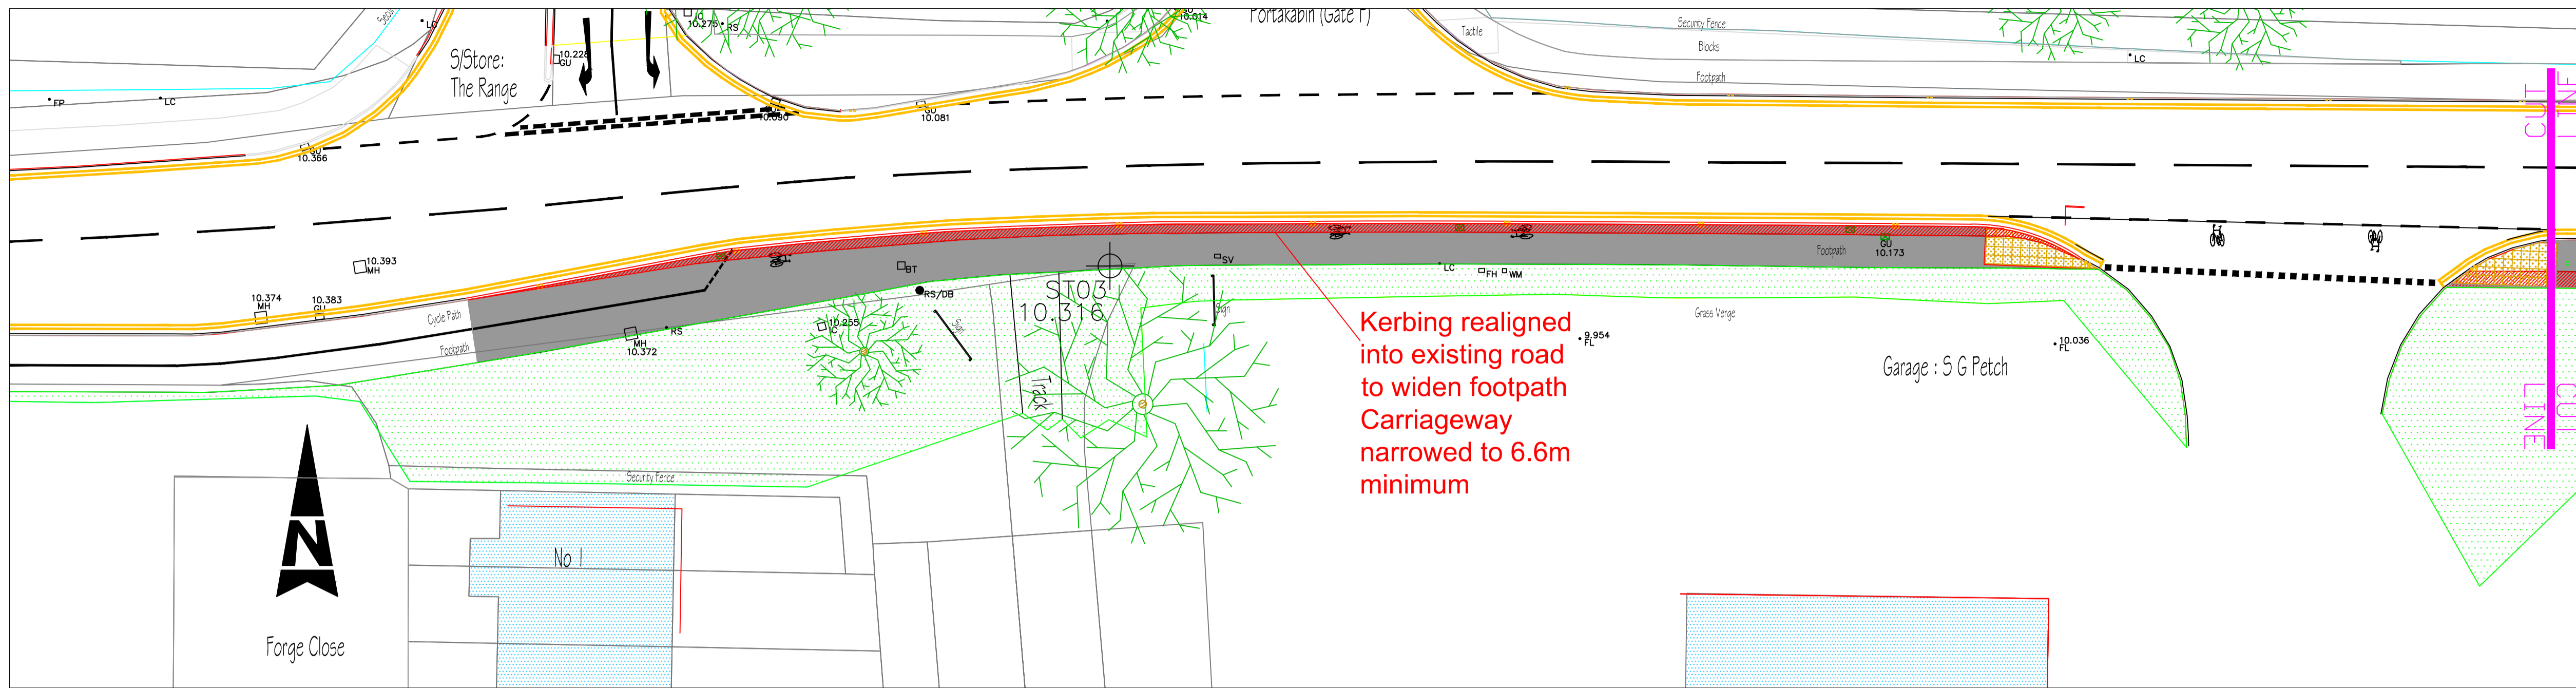 LC
10.275
RS
10.014
Portakabin (Gate F)
Tactile
Security Fence
Blocks
Footpath
LC
S/Store:
The Range
10.228
GU
FP
LC
10.090
GU
10.081
GU
10.366
CUT
LINE
10.393
MH
10.374
MH
10.383
GU
Cycle Path
Footpath
MH
10.372
RS
BT
RS/DB
10.255
Sign
ST03
10.316
Track
SV
Sign
LC
FH
WM
Footpath
GU
10.173
Grass Verge
9.954
FL
10.036
FL
Garage : S G Petch
Kerbing realigned
into existing road
to widen footpath
Carriageway
narrowed to 6.6m
minimum
CUT
LINE
Security Fence
N
No 1
Forge Close